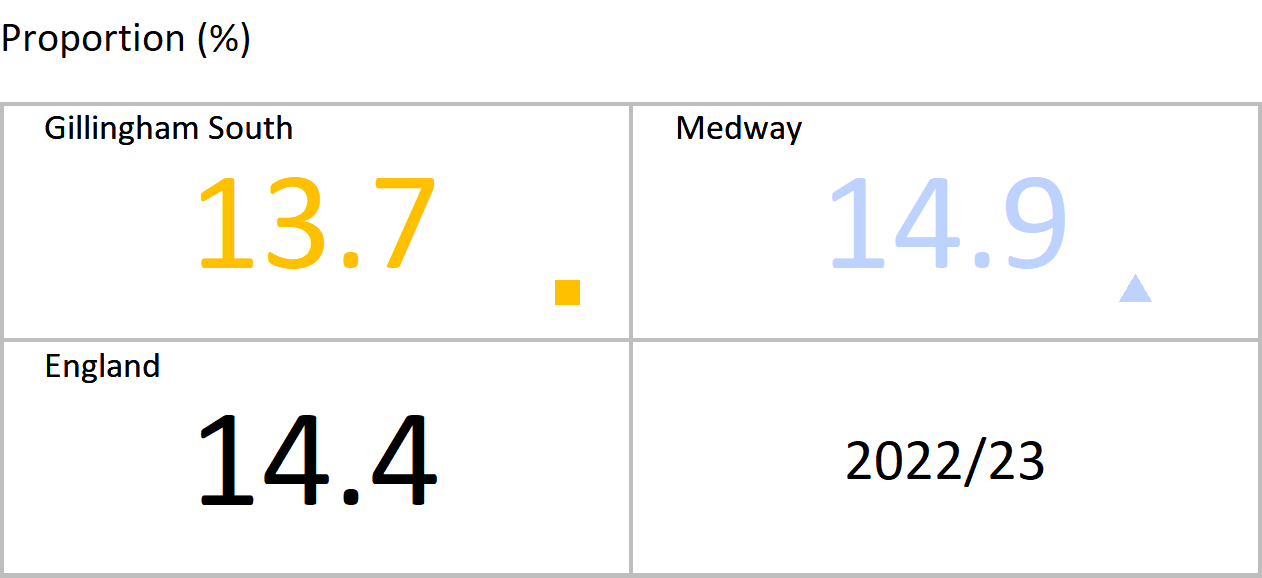 Proportion (%)
Gillingham South
13.7
Medway
14.9
England
14.4
2022/23